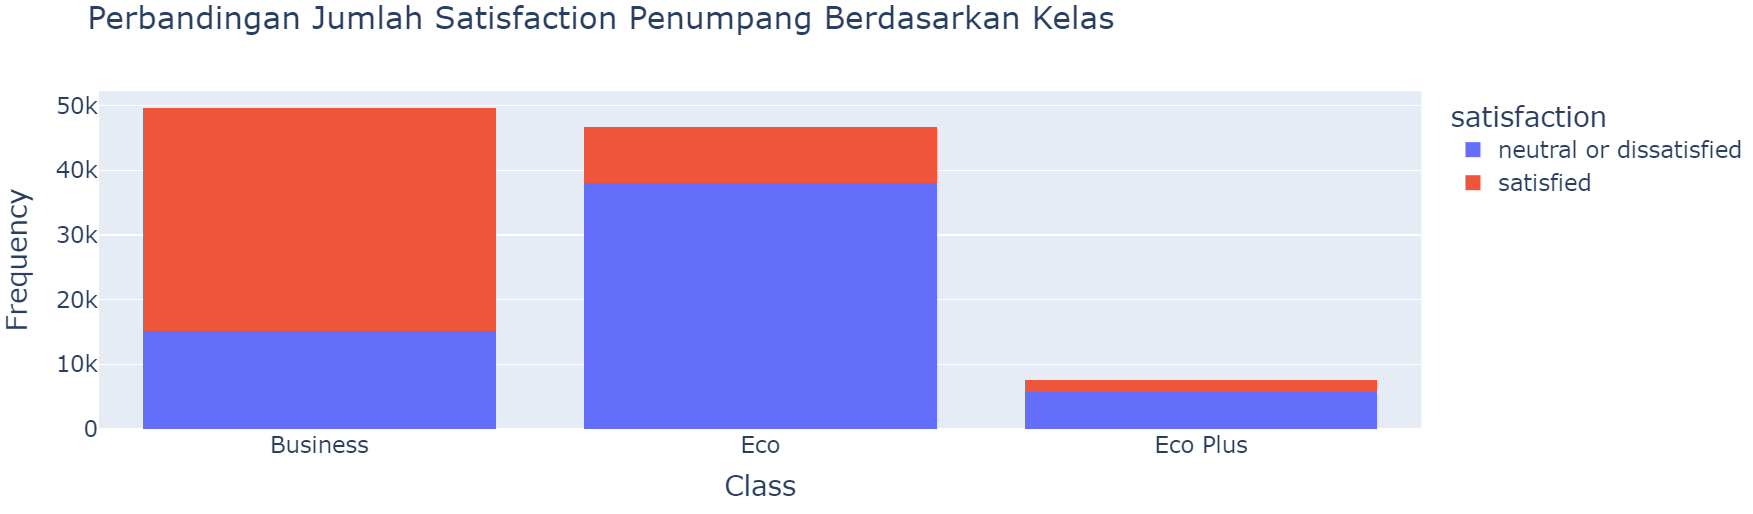 Perbandingan Jumlah Satisfaction Penumpang Berdasarkan Kelas
50k
40k
30k
20k
10k
0
Frequency
Business
Eco
Eco Plus
Class
satisfaction
neutral or dissatisfied
satisfied